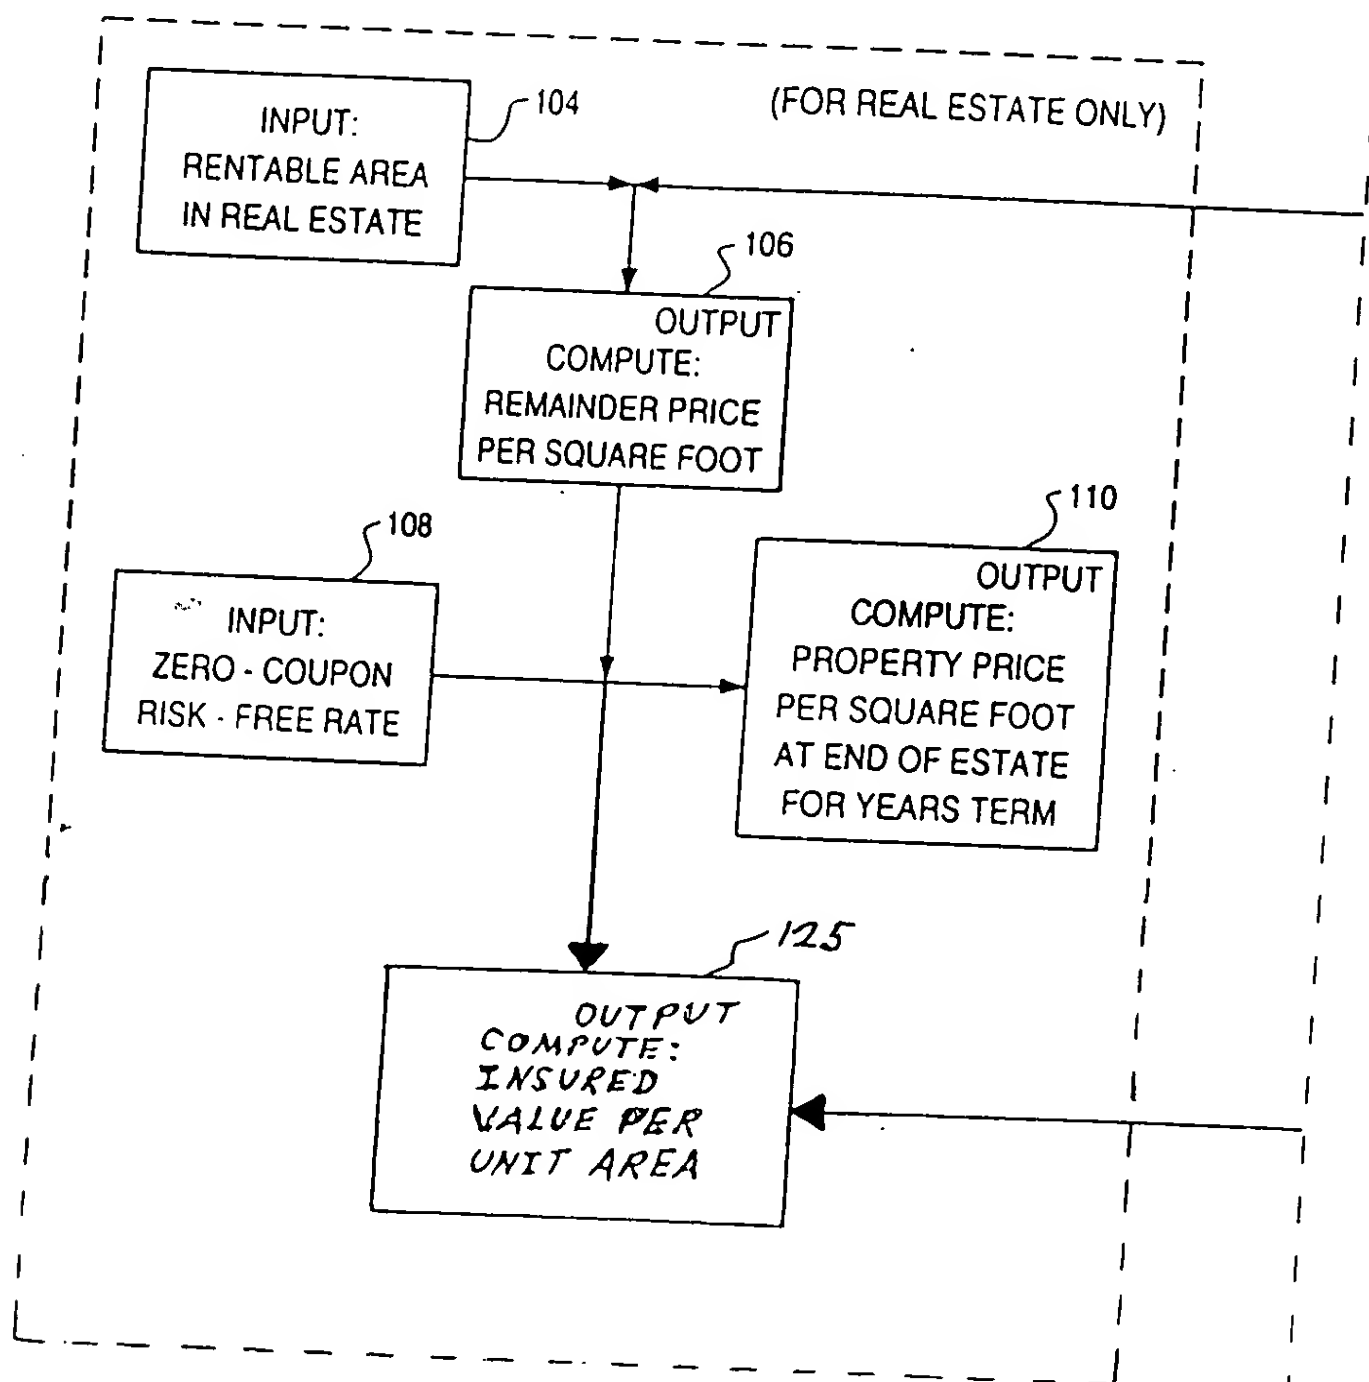 (FOR REAL ESTATE ONLY)
104
INPUT:
RENTABLE AREA
IN REAL ESTATE
106
OUTPUT
COMPUTE:
REMAINDER PRICE
PER SQUARE FOOT
108
INPUT:
ZERO - COUPON
RISK - FREE RATE
110
OUTPUT
COMPUTE:
PROPERTY PRICE
PER SQUARE FOOT
AT END OF ESTATE
FOR YEARS TERM
125
OUTPUT
COMPUTE:
INSURED
VALUE PER
UNIT AREA